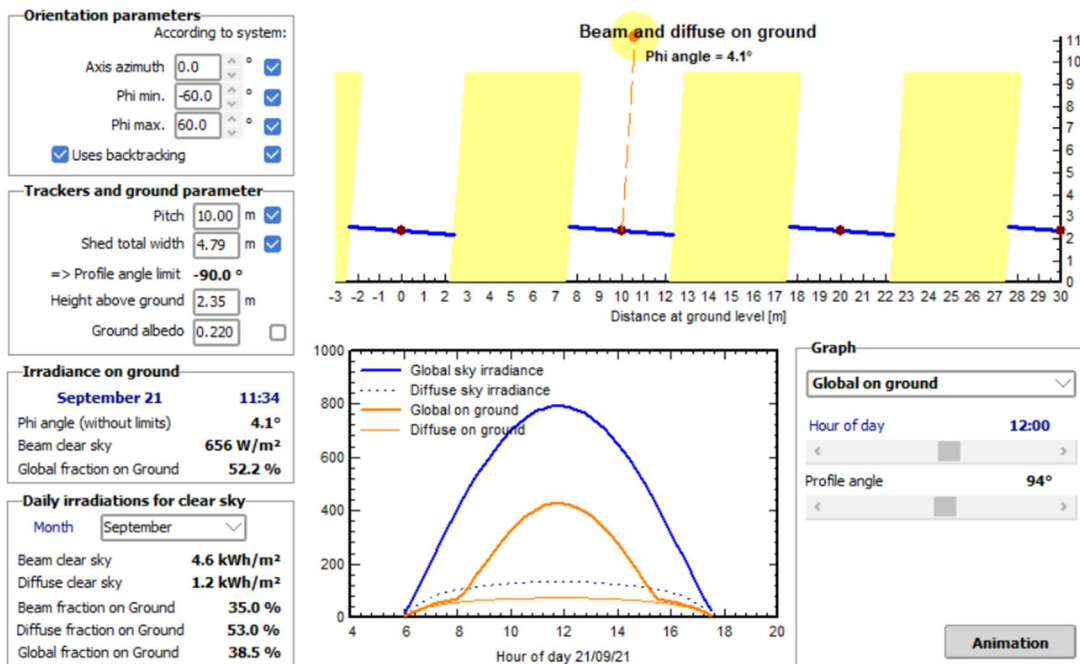 Orientation parameters
According to system:
Axis azimuth 0.0 °
Phi min. -60.0 °
Phi max. 60.0 °
Uses backtracking
Trackers and ground parameter
Pitch 10.00 m
Shed total width 4.79 m
=> Profile angle limit -90.0 °
Height above ground 2.35 m
Ground albedo 0.220
Irradiance on ground
September 21 11:34
Phi angle (without limits) 4.1°
Beam clear sky 656 W/m²
Global fraction on Ground 52.2 %
Daily irradiations for clear sky
Month September
Beam clear sky 4.6 kWh/m²
Diffuse clear sky 1.2 kWh/m²
Beam fraction on Ground 35.0 %
Diffuse fraction on Ground 53.0 %
Global fraction on Ground 38.5 %
Beam and diffuse on ground
Phi angle = 4.1°
11
10
9
8
7
6
5
4
3
2
1
0
-3 -2 -1 0 1 2 3 4 5 6 7 8 9 10 11 12 13 14 15 16 17 18 19 20 21 22 23 24 25 26 27 28 29 30
Distance at ground level [m]
1000
800
600
400
200
0
Global sky irradiance
Diffuse sky irradiance
Global on ground
Diffuse on ground
4 6 8 10 12 14 16 18 20
Hour of day 21/09/21
Graph
Global on ground
Hour of day 12:00
Profile angle 94°
Animation